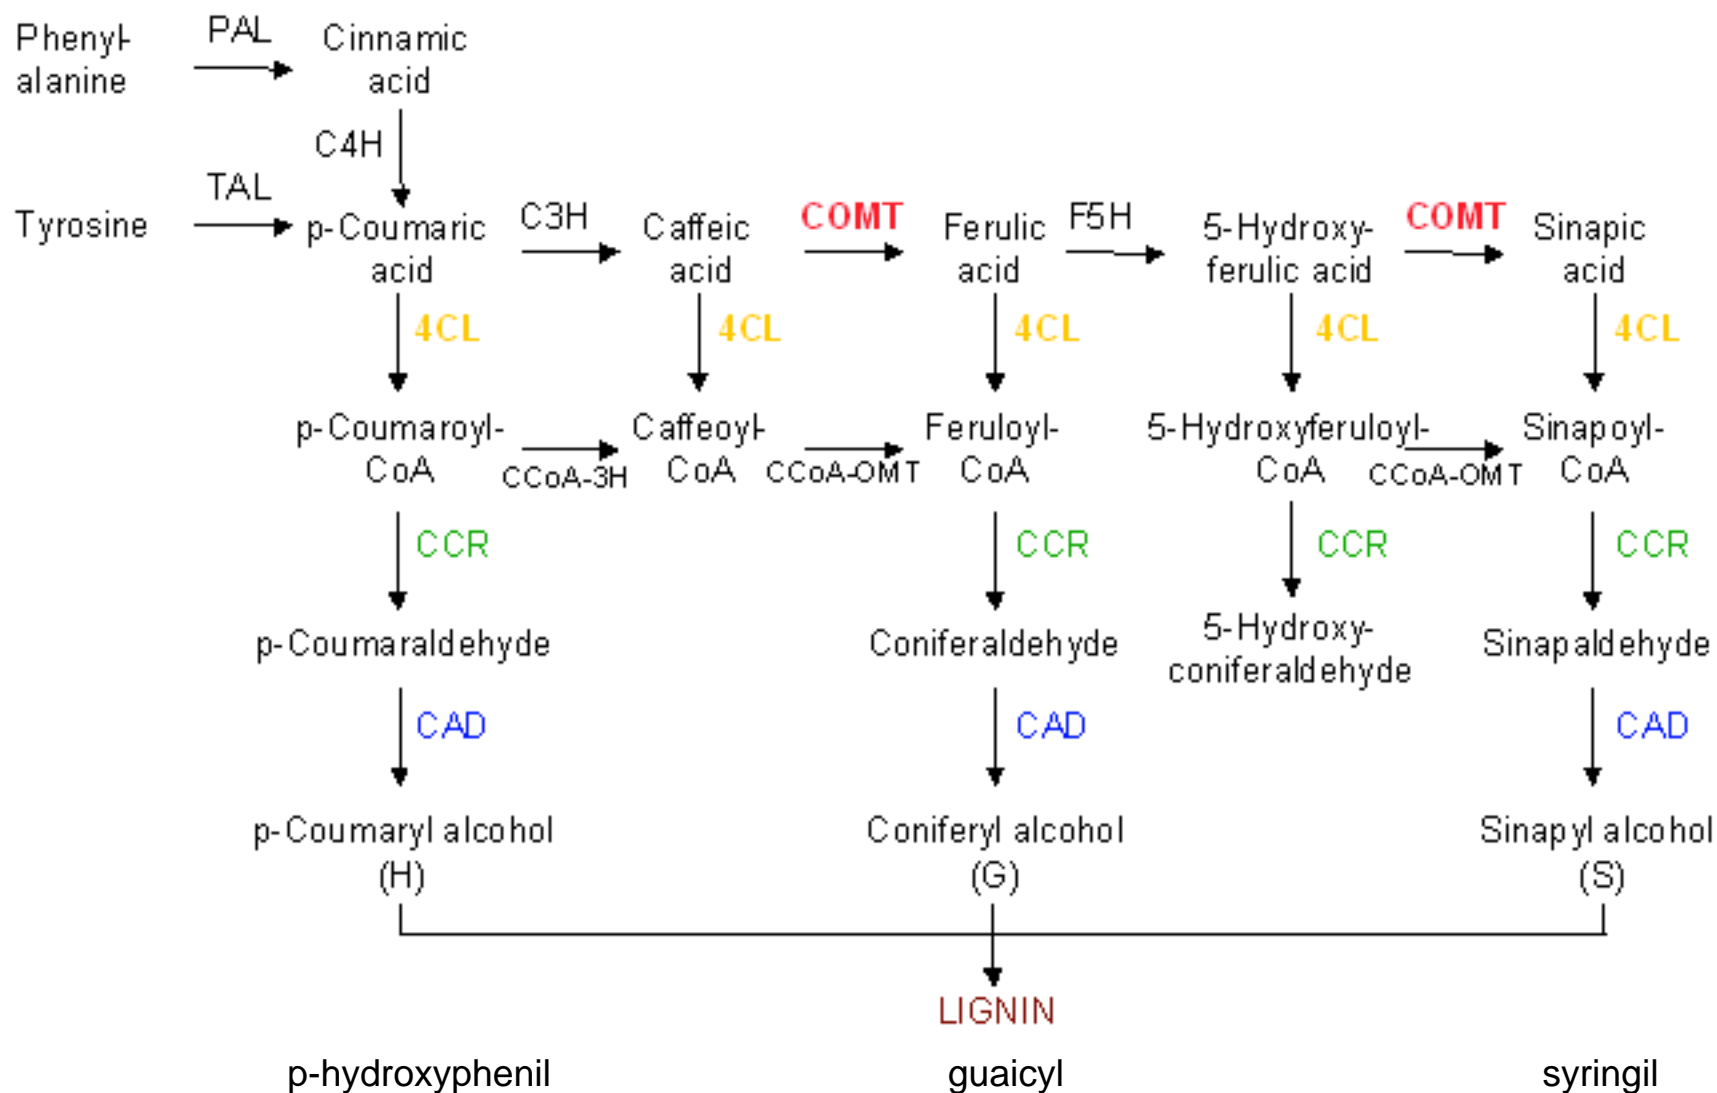 Phenyl-
alanine
PAL
Cinnamic
acid
C4H
Tyrosine
TAL
p-Coumaric
acid
C3H
Caffeic
acid
COMT
Ferulic
acid
F5H
5-Hydroxy-
ferulic acid
COMT
Sinapic
acid
4CL
4CL
4CL
4CL
4CL
p-Coumaroyl-
CoA
CCoA-3H
Caffeoyl-
CoA
CCoA-OMT
Feruloyl-
CoA
5-Hydroxyferuloyl-
CoA
CCoA-OMT
Sinapoyl-
CoA
CCR
CCR
CCR
CCR
p-Coumaraldehyde
Coniferaldehyde
5-Hydroxy-
coniferaldehyde
Sinapaldehyde
CAD
CAD
CAD
p-Coumaryl alcohol
(H)
Coniferyl alcohol
(G)
Sinapyl alcohol
(S)
LIGNIN
p-hydroxyphenil
guaicyl
syringil